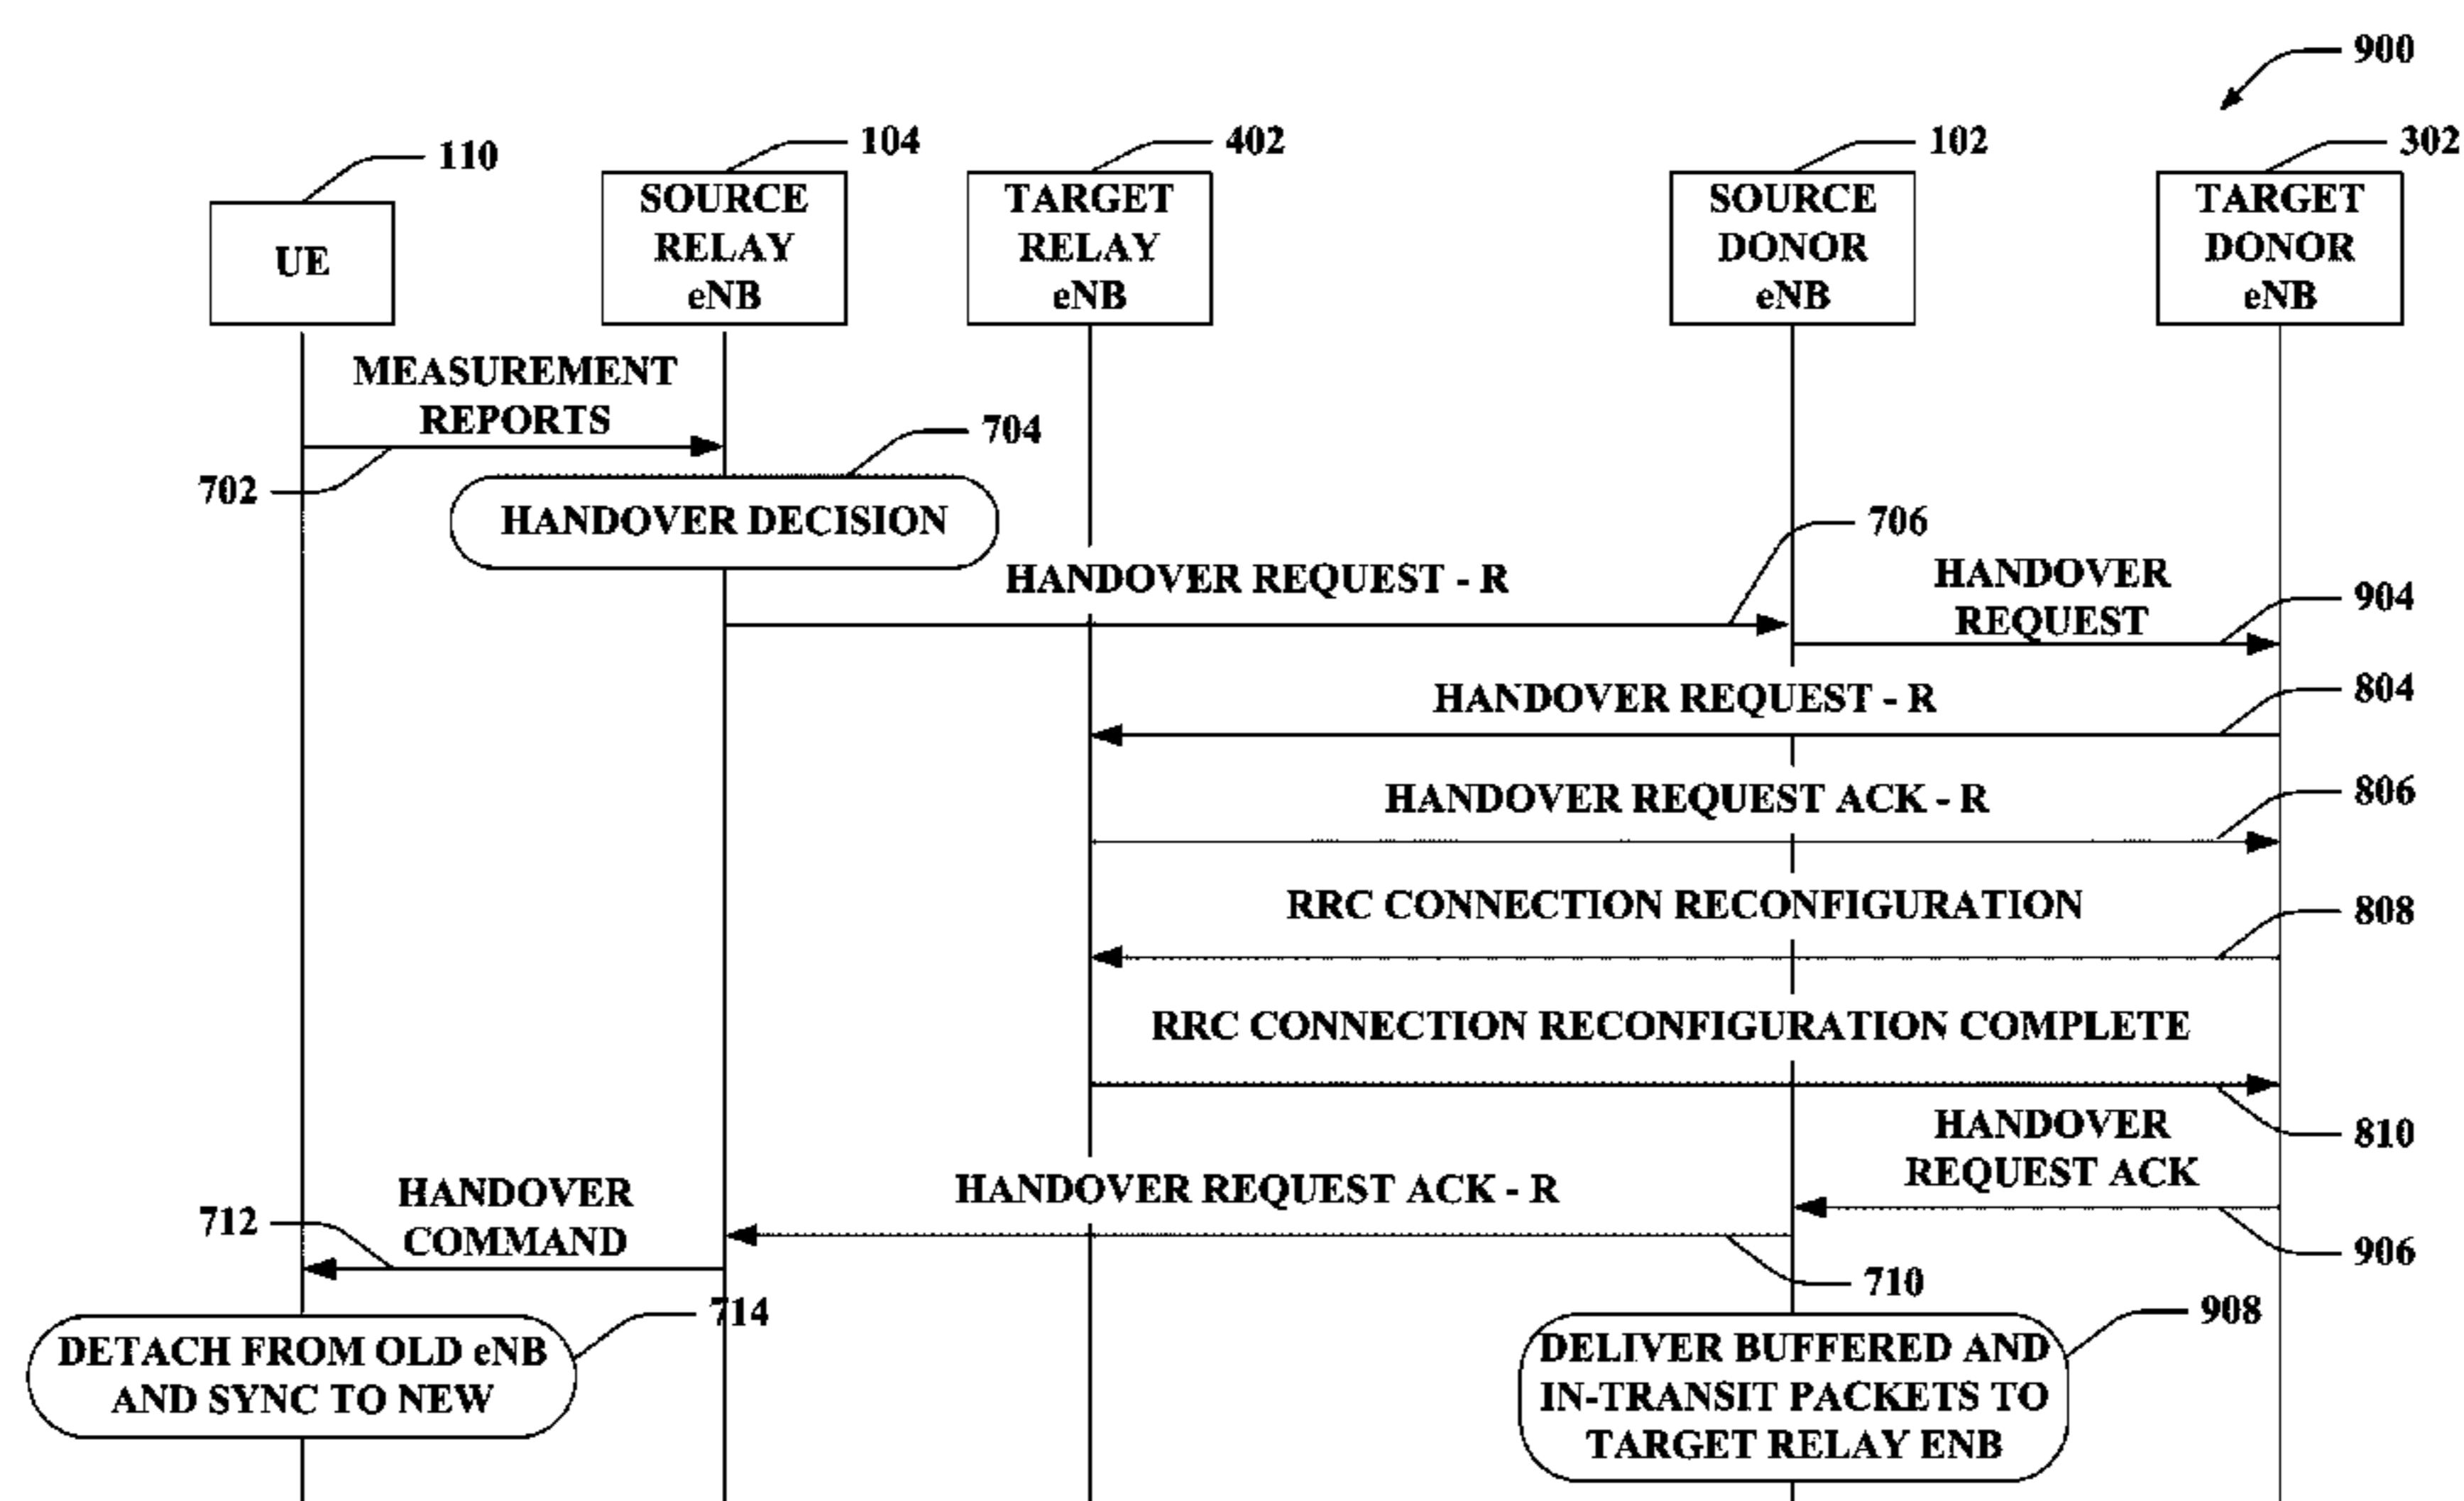 900
110
104
402
102
302
UE
SOURCE
RELAY
eNB
TARGET
RELAY
eNB
SOURCE
DONOR
eNB
TARGET
DONOR
eNB
MEASUREMENT
REPORTS
702
704
HANDOVER DECISION
706
HANDOVER REQUEST - R
HANDOVER
REQUEST
904
HANDOVER REQUEST - R
804
HANDOVER REQUEST ACK - R
806
RRC CONNECTION RECONFIGURATION
808
RRC CONNECTION RECONFIGURATION COMPLETE
810
HANDOVER
REQUEST ACK
906
HANDOVER REQUEST ACK - R
710
HANDOVER
COMMAND
712
714
DETACH FROM OLD eNB
AND SYNC TO NEW
908
DELIVER BUFFERED AND
IN-TRANSIT PACKETS TO
TARGET RELAY ENB